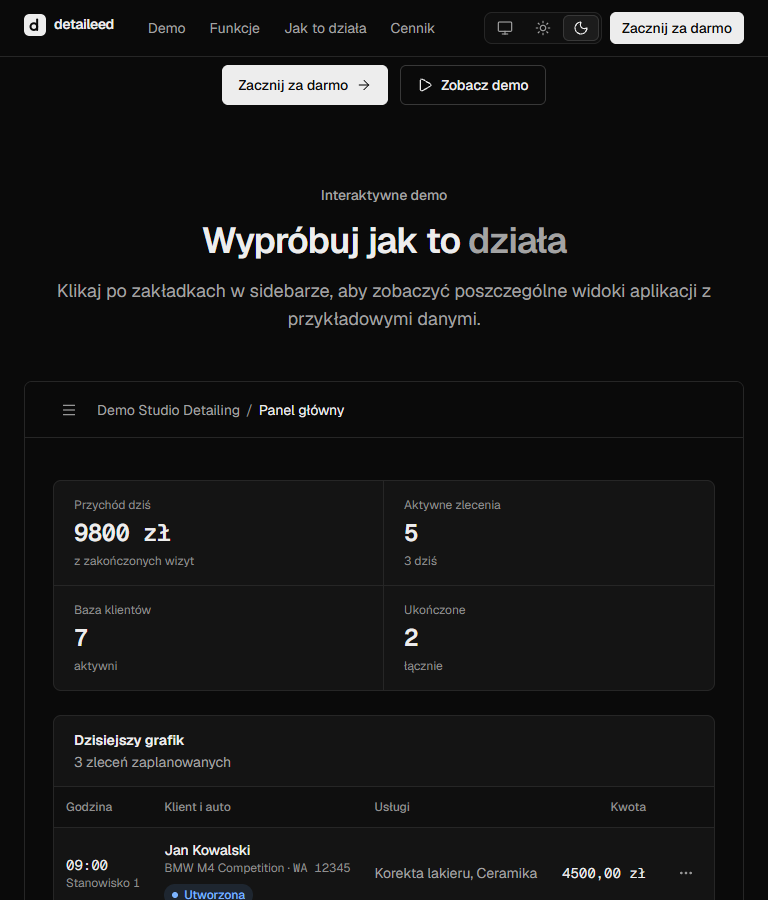 d detaileed Demo Funkcje Jak to działa Cennik Zacznij za darmo
Zacznij za darmo Zobacz demo
Interaktywne demo
Wypróbuj jak to działa
Klikaj po zakładkach w sidebarze, aby zobaczyć poszczególne widoki aplikacji z
przykładowymi danymi.
Demo Studio Detailing / Panel główny
Przychód dziś
9800 zł
z zakończonych wizyt
Aktywne zlecenia
5
3 dziś
Baza klientów
7
aktywni
Ukończone
2
łącznie
Dzisiejszy grafik
3 zleceń zaplanowanych
Godzina Klient i auto Usługi Kwota
09:00
Stanowisko 1
Jan Kowalski
BMW M4 Competition · WA 12345
Utworzona
Korekta lakieru, Ceramika
4500,00 zł